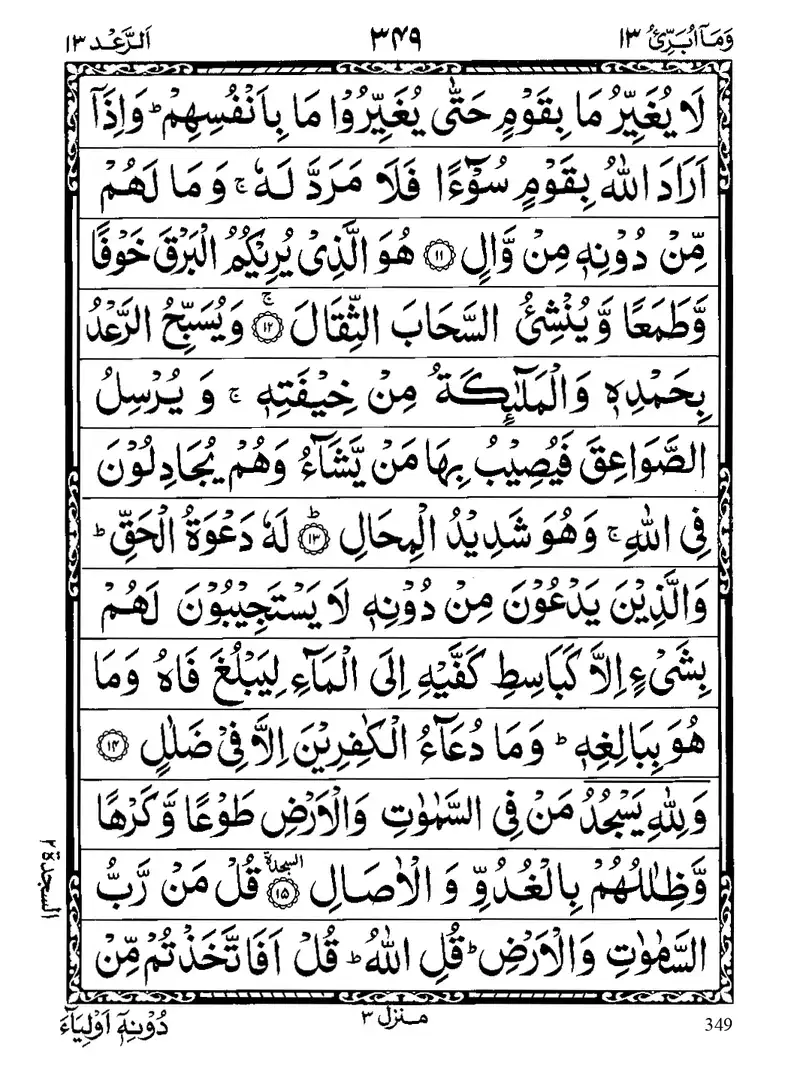 وَمَاۤ اُبَرِّئُ ١٣ ٣٤٩ اَلرَّعْد ١٣
لَا يُغَيِّرُ مَا بِقَوْمٍ حَتّٰى يُغَيِّرُوْا مَا بِاَنْفُسِهِمْ ؕ وَاِذَاۤ
اَرَادَ اللّٰهُ بِقَوْمٍ سُوْٓءًا فَلَا مَرَدَّ لَهٗ ۚ وَ مَا لَهُمْ
مِّنْ دُوْنِهٖ مِنْ وَّالٍ ۝۱۱ هُوَ الَّذِىْ يُرِيْكُمُ الْبَرْقَ خَوْفًا
وَّطَمَعًا وَّيُنْشِئُ السَّحَابَ الثِّقَالَ ۝۱۲ۚ وَيُسَبِّحُ الرَّعْدُ
بِحَمْدِهٖ وَالْمَلٰٓئِكَةُ مِنْ خِيْفَتِهٖ ۚ وَ يُرْسِلُ
الصَّوَاعِقَ فَيُصِيْبُ بِهَا مَنْ يَّشَآءُ وَهُمْ يُجَادِلُوْنَ
فِى اللّٰهِ ۚ وَهُوَ شَدِيْدُ الْمِحَالِ ۝۱۳ؕ لَهٗ دَعْوَةُ الْحَقِّ ؕ
وَالَّذِيْنَ يَدْعُوْنَ مِنْ دُوْنِهٖ لَا يَسْتَجِيْبُوْنَ لَهُمْ
بِشَىْءٍ اِلَّا كَبَاسِطِ كَفَّيْهِ اِلَى الْمَآءِ لِيَبْلُغَ فَاهُ وَمَا
هُوَ بِبَالِغِهٖ ؕ وَمَا دُعَآءُ الْكٰفِرِيْنَ اِلَّا فِىْ ضَلٰلٍ ۝۱۴
وَلِلّٰهِ يَسْجُدُ مَنْ فِى السَّمٰوٰتِ وَالْاَرْضِ طَوْعًا وَّكَرْهًا
وَّظِلٰلُهُمْ بِالْغُدُوِّ وَ الْاٰصَالِ ۝۱۵ السجدة قُلْ مَنْ رَّبُّ
السَّمٰوٰتِ وَالْاَرْضِ ؕ قُلِ اللّٰهُ ؕ قُلْ اَفَاتَّخَذْتُمْ مِّنْ
السجدة ٢
دُوْنِهٖۤ اَوْلِيَآءَ
منزل ٣
349